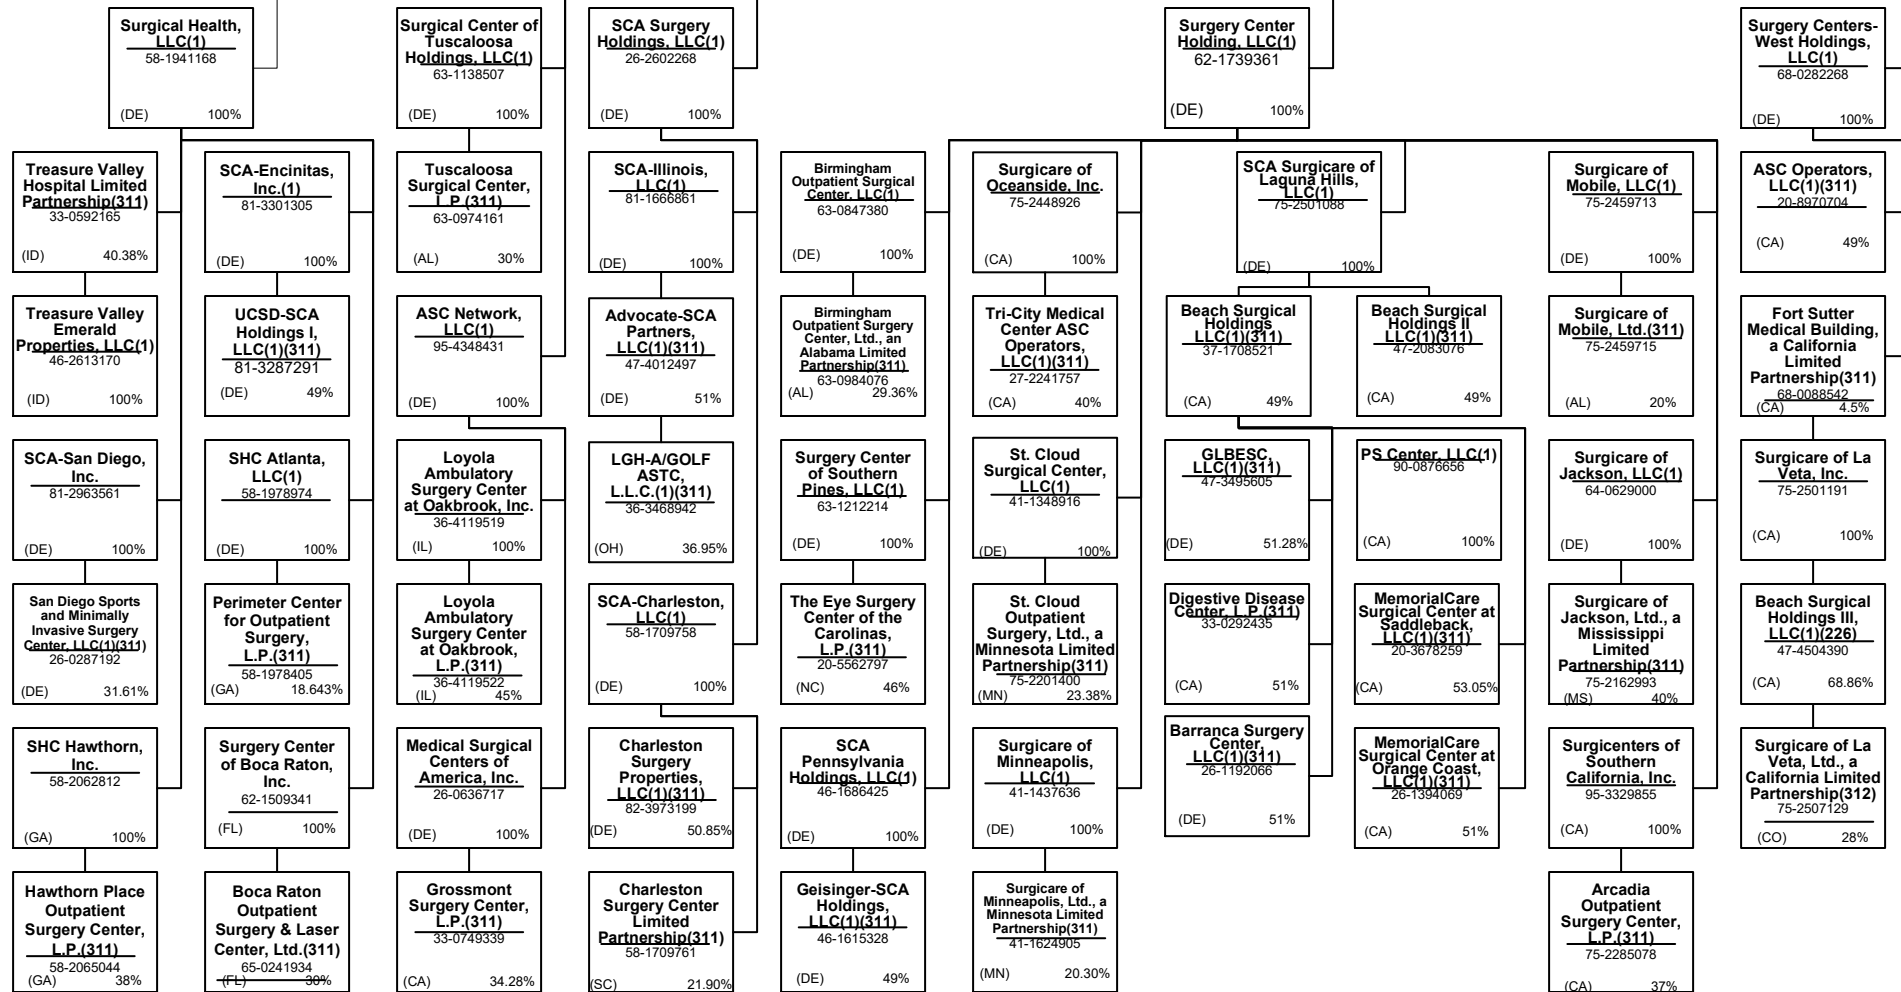 Surgical Health,
LLC(1)
58-1941168
(DE) 100%
Surgical Center of
Tuscaloosa
Holdings, LLC(1)
63-1138507
(DE) 100%
SCA Surgery
Holdings, LLC(1)
26-2602268
(DE) 100%
Surgery Center
Holding, LLC(1)
62-1739361
(DE) 100%
Surgery Centers-
West Holdings,
LLC(1)
68-0282268
(DE) 100%
Treasure Valley
Hospital Limited
Partnership(311)
33-0592165
(ID) 40.38%
SCA-Encinitas,
Inc.(1)
81-3301305
(DE) 100%
Tuscaloosa
Surgical Center,
L.P.(311)
63-0974161
(AL) 30%
SCA-Illinois,
LLC(1)
81-1666861
(DE) 100%
Birmingham
Outpatient Surgical
Center, LLC(1)
63-0847380
(DE) 100%
Surgicare of
Oceanside, Inc.
75-2448926
(CA) 100%
SCA Surgicare of
Laguna Hills,
LLC(1)
75-2501088
(DE) 100%
Surgicare of
Mobile, LLC(1)
75-2459713
(DE) 100%
ASC Operators,
LLC(1)(311)
20-8970704
(CA) 49%
Treasure Valley
Emerald
Properties, LLC(1)
46-2613170
(ID) 100%
UCSD-SCA
Holdings I,
LLC(1)(311)
81-3287291
(DE) 49%
ASC Network,
LLC(1)
95-4348431
(DE) 100%
Advocate-SCA
Partners,
LLC(1)(311)
47-4012497
(DE) 51%
Birmingham
Outpatient Surgery
Center, Ltd., an
Alabama Limited
Partnership(311)
63-0984076
(AL) 29.36%
Tri-City Medical
Center ASC
Operators,
LLC(1)(311)
27-2241757
(CA) 40%
Beach Surgical
Holdings
LLC(1)(311)
37-1708521
(CA) 49%
Beach Surgical
Holdings II
LLC(1)(311)
47-2083076
(CA) 49%
Surgicare of
Mobile, Ltd.(311)
75-2459715
(AL) 20%
Fort Sutter
Medical Building,
a California
Limited
Partnership(311)
68-0088542
(CA) 4.5%
SCA-San Diego,
Inc.
81-2963561
(DE) 100%
SHC Atlanta,
LLC(1)
58-1978974
(DE) 100%
Loyola
Ambulatory
Surgery Center
at Oakbrook, Inc.
36-4119519
(IL) 100%
LGH-A/GOLF
ASTC,
L.L.C.(1)(311)
36-3468942
(OH) 36.95%
Surgery Center
of Southern
Pines, LLC(1)
63-1212214
(DE) 100%
St. Cloud
Surgical Center,
LLC(1)
41-1348916
(DE) 100%
GLBESC,
LLC(1)(311)
47-3495605
(DE) 51.28%
PS Center, LLC(1)
90-0876656
(CA) 100%
Surgicare of
Jackson, LLC(1)
64-0629000
(DE) 100%
Surgicare of La
Veta, Inc.
75-2501191
(CA) 100%
San Diego Sports
and Minimally
Invasive Surgery
Center, LLC(1)(311)
26-0287192
(DE) 31.61%
Perimeter Center
for Outpatient
Surgery,
L.P.(311)
58-1978405
(GA) 18.643%
Loyola
Ambulatory
Surgery Center
at Oakbrook,
L.P.(311)
36-4119522
(IL) 45%
SCA-Charleston,
LLC(1)
58-1709758
(DE) 100%
The Eye Surgery
Center of the
Carolinas,
L.P.(311)
20-5562797
(NC) 46%
St. Cloud
Outpatient
Surgery, Ltd., a
Minnesota Limited
Partnership(311)
75-2201400
(MN) 23.38%
Digestive Disease
Center, L.P.(311)
33-0292435
(CA) 51%
MemorialCare
Surgical Center at
Saddleback,
LLC(1)(311)
20-3678259
(CA) 53.05%
Surgicare of
Jackson, Ltd., a
Mississippi
Limited
Partnership(311)
75-2162993
(MS) 40%
Beach Surgical
Holdings III,
LLC(1)(226)
47-4504390
(CA) 68.86%
SHC Hawthorn,
Inc.
58-2062812
(GA) 100%
Surgery Center
of Boca Raton,
Inc.
62-1509341
(FL) 100%
Medical Surgical
Centers of
America, Inc.
26-0636717
(DE) 100%
Charleston
Surgery
Properties,
LLC(1)(311)
82-3973199
(DE) 50.85%
SCA
Pennsylvania
Holdings, LLC(1)
46-1686425
(DE) 100%
Surgicare of
Minneapolis,
LLC(1)
41-1437636
(DE) 100%
Barranca Surgery
Center,
LLC(1)(311)
26-1192066
(DE) 51%
MemorialCare
Surgical Center at
Orange Coast,
LLC(1)(311)
26-1394069
(CA) 51%
Surgicenters of
Southern
California, Inc.
95-3329855
(CA) 100%
Surgicare of La
Veta, Ltd., a
California Limited
Partnership(312)
75-2507129
(CO) 28%
Hawthorn Place
Outpatient
Surgery Center,
L.P.(311)
58-2065044
(GA) 38%
Boca Raton
Outpatient
Surgery & Laser
Center, Ltd.(311)
65-0241934
(FL) 30%
Grossmont
Surgery Center,
L.P.(311)
33-0749339
(CA) 34.28%
Charleston
Surgery Center
Limited
Partnership(311)
58-1709761
(SC) 21.90%
Geisinger-SCA
Holdings,
LLC(1)(311)
46-1615328
(DE) 49%
Surgicare of
Minneapolis, Ltd., a
Minnesota Limited
Partnership(311)
41-1624905
(MN) 20.30%
Arcadia
Outpatient
Surgery Center,
L.P.(311)
75-2285078
(CA) 37%